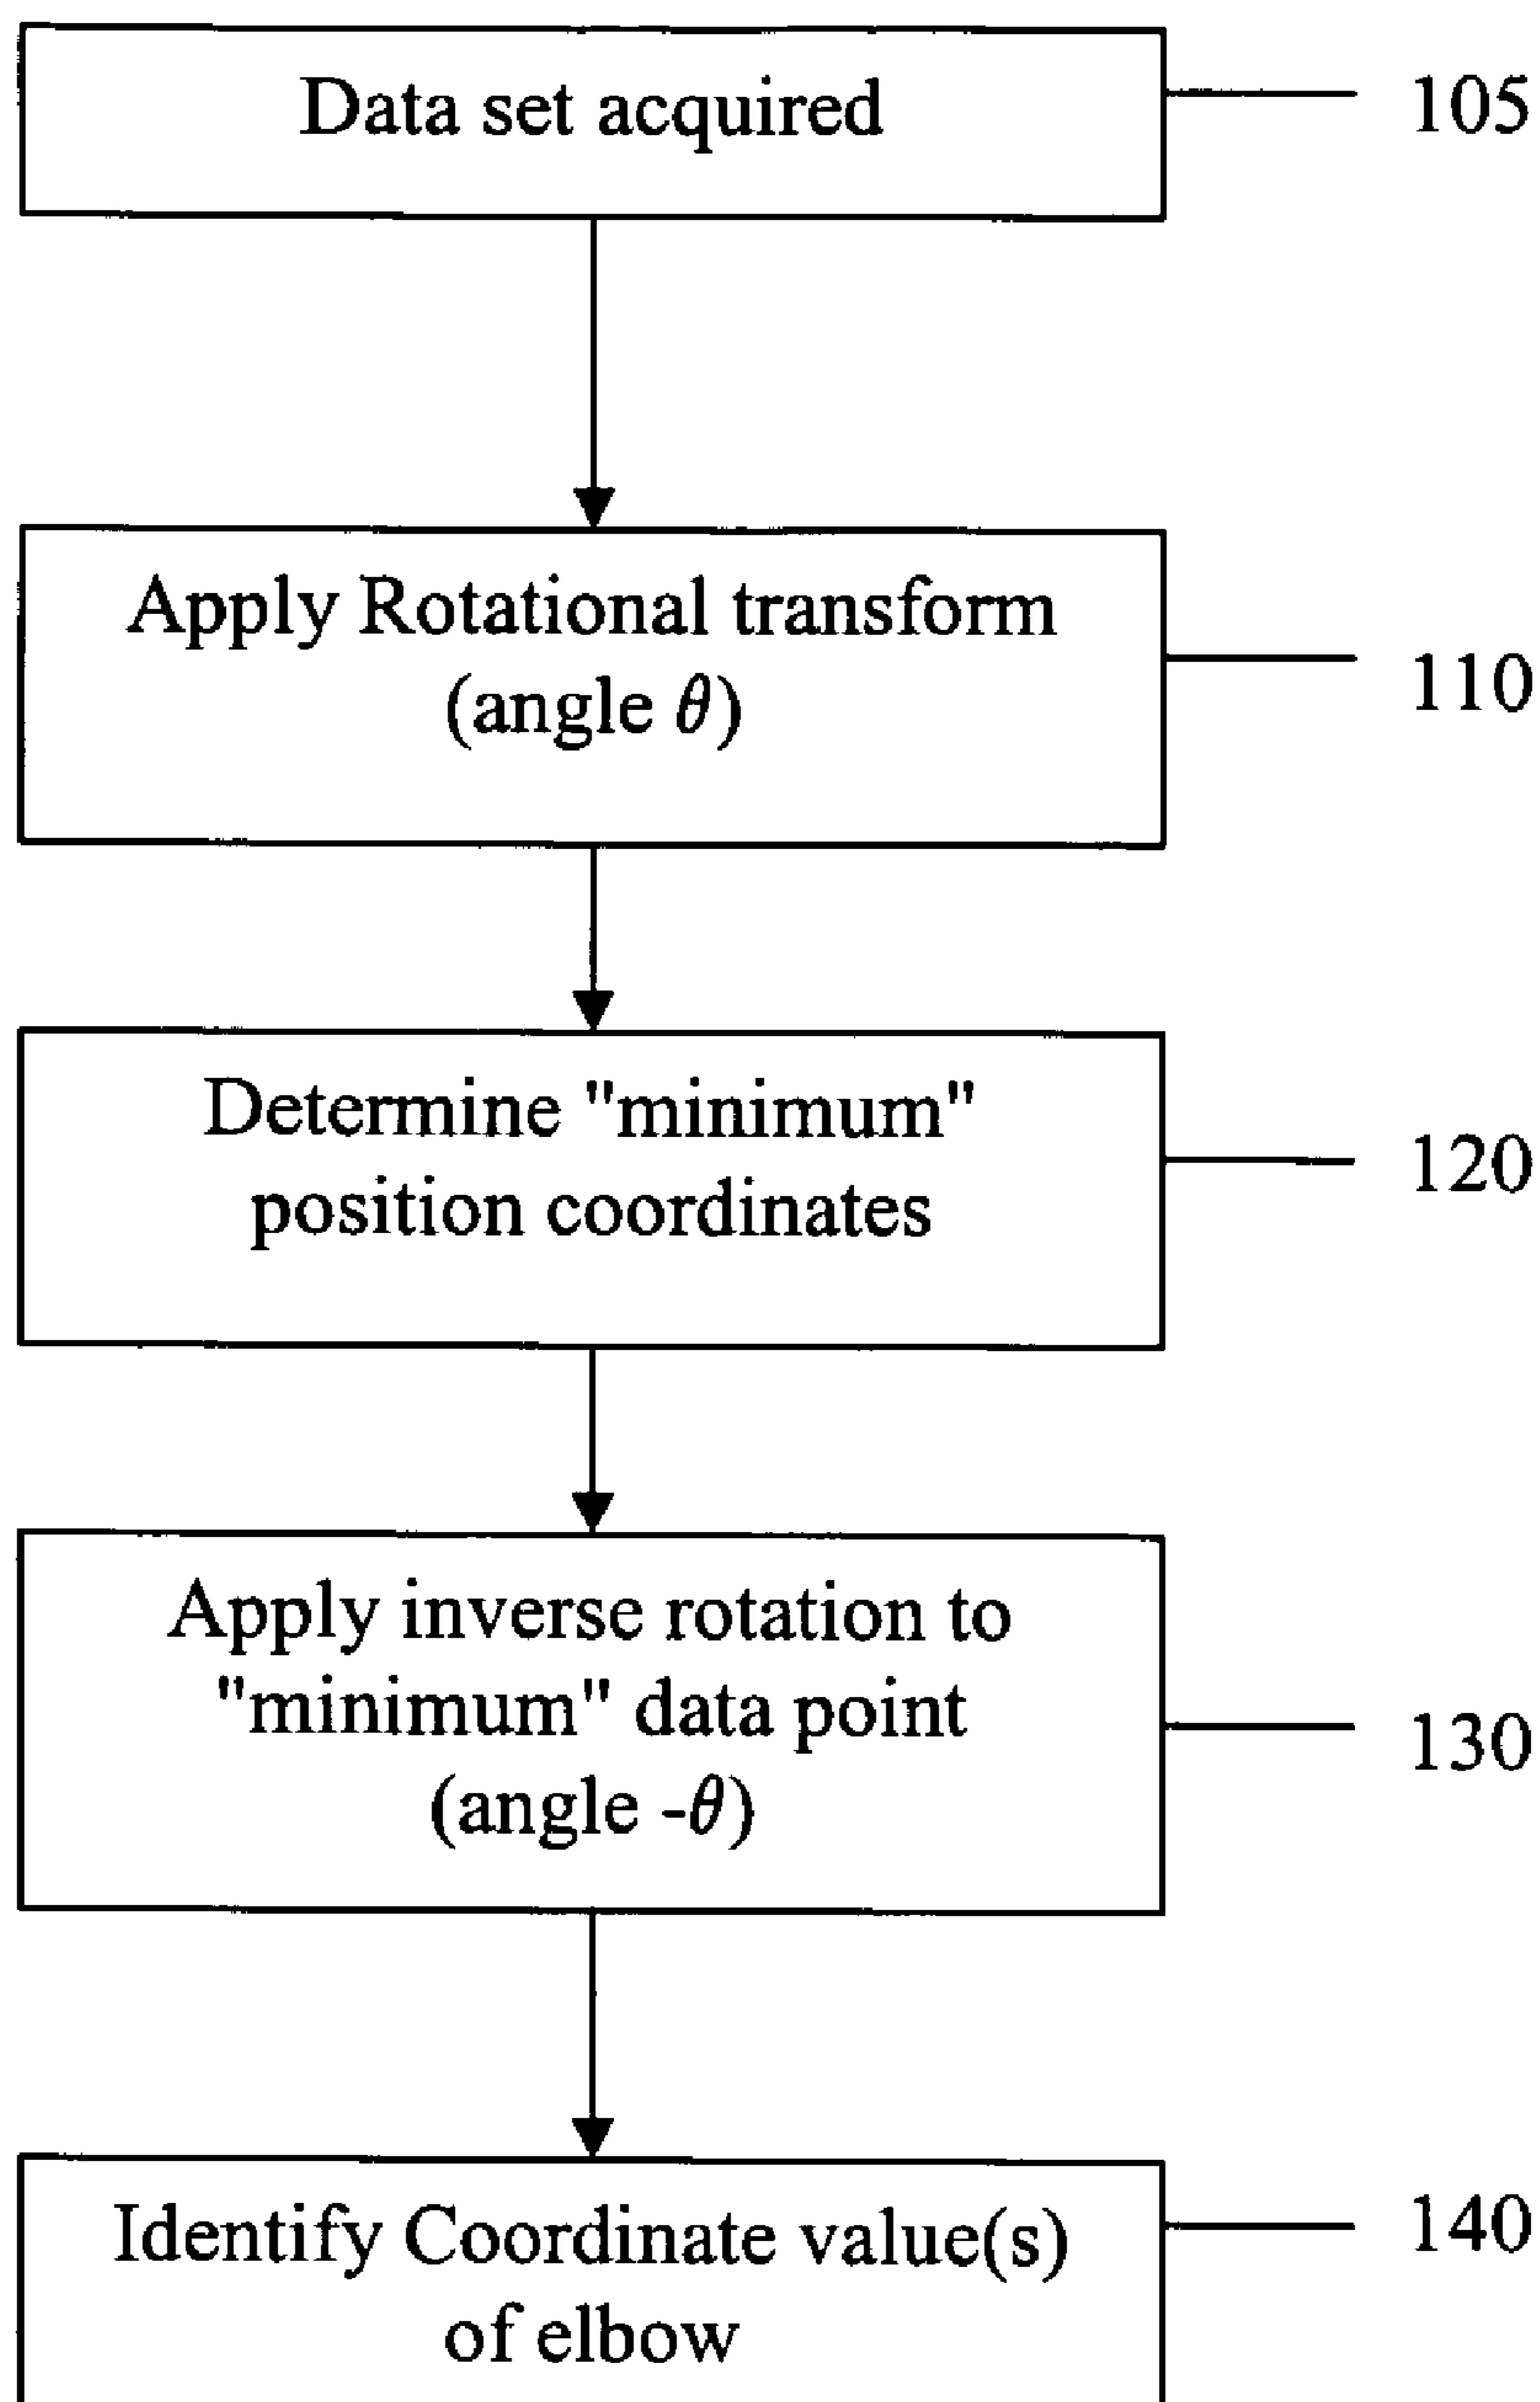 Data set acquired
105
Apply Rotational transform
(angle θ)
110
Determine "minimum"
position coordinates
120
Apply inverse rotation to
"minimum" data point
(angle -θ)
130
Identify Coordinate value(s)
of elbow
140